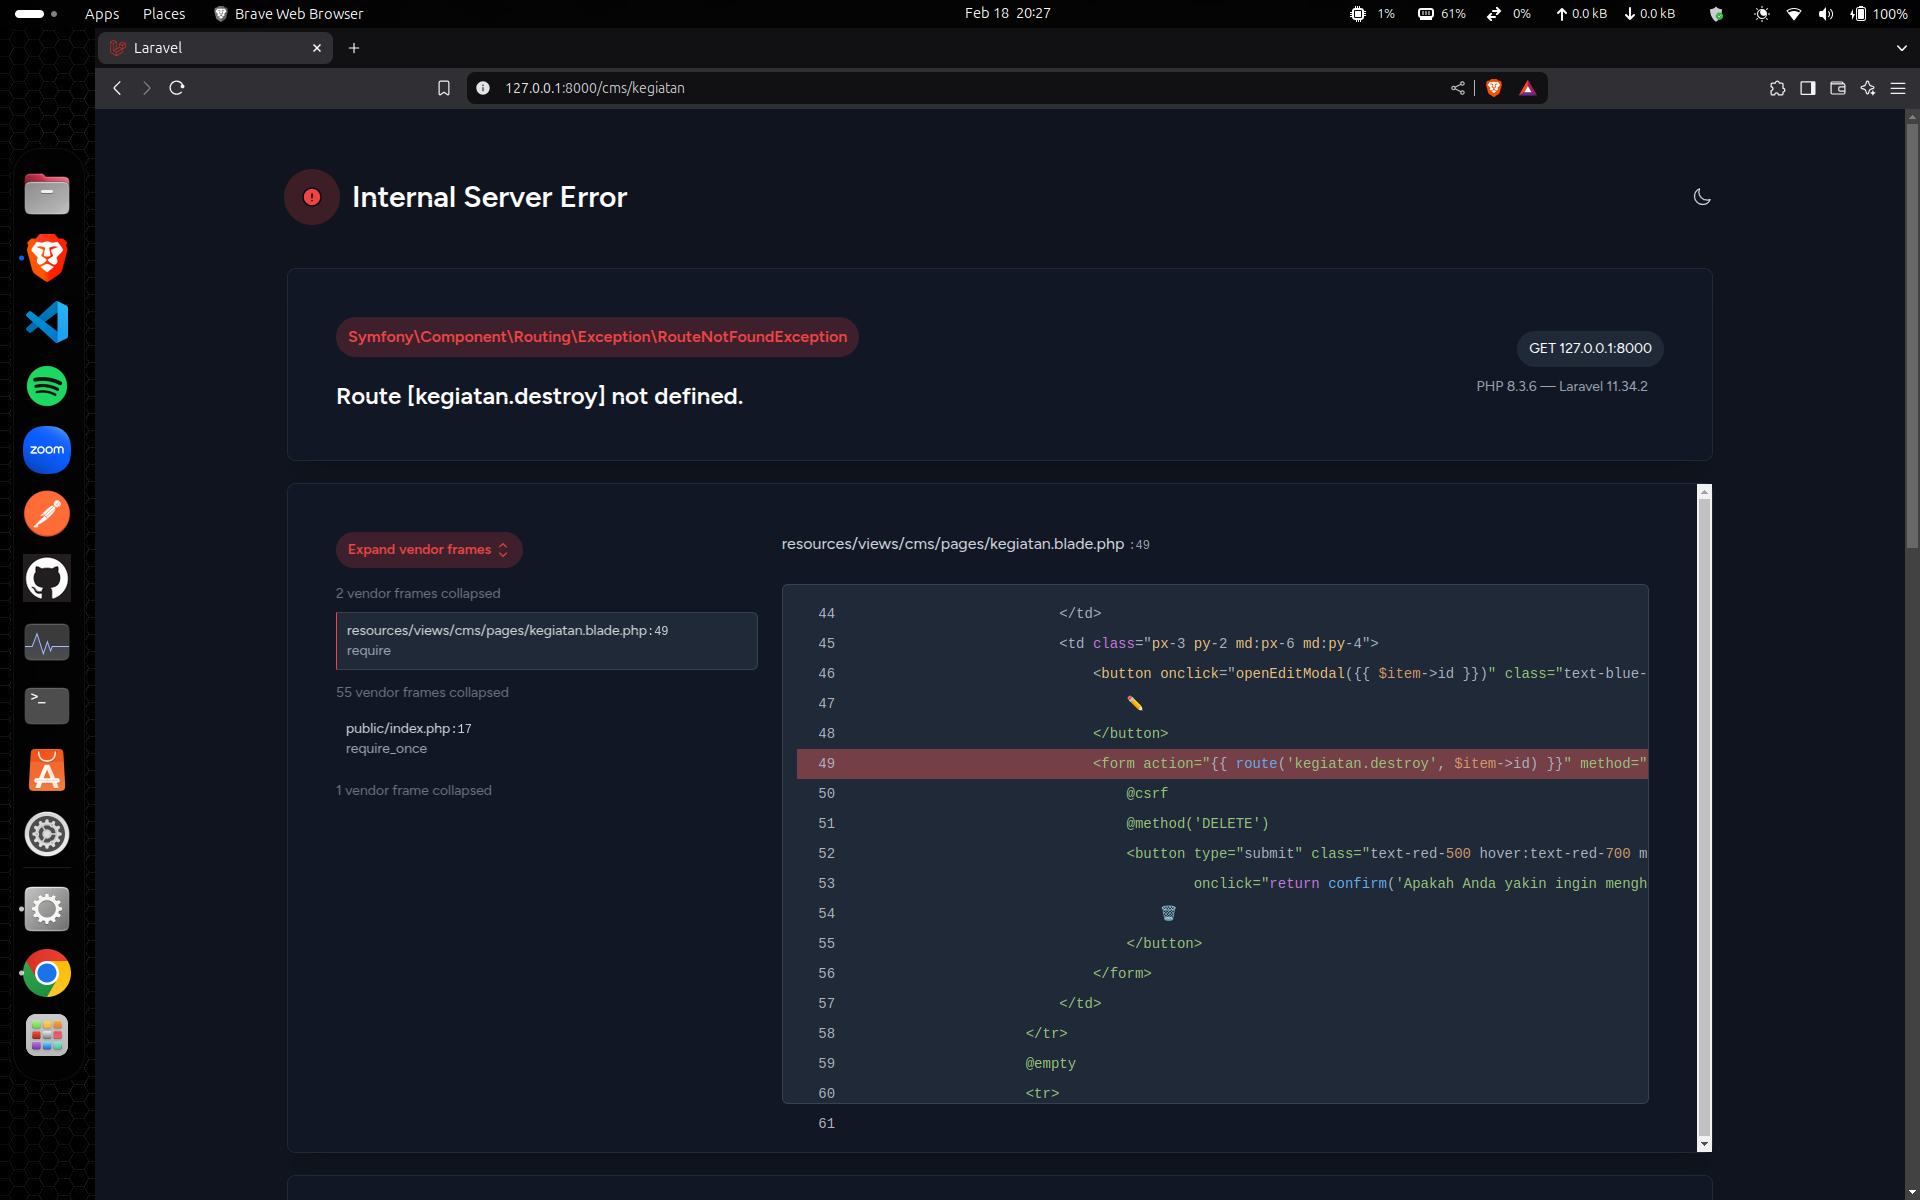 Apps Places Brave Web Browser Feb 18 20:27 1% 61% 0% 0.0 kB 0.0 kB 100%
Laravel
127.0.0.1:8000/cms/kegiatan
Internal Server Error
Symfony\Component\Routing\Exception\RouteNotFoundException
GET 127.0.0.1:8000
Route [kegiatan.destroy] not defined.
PHP 8.3.6 — Laravel 11.34.2
Expand vendor frames
2 vendor frames collapsed
resources/views/cms/pages/kegiatan.blade.php:49
require
55 vendor frames collapsed
public/index.php:17
require_once
1 vendor frame collapsed
resources/views/cms/pages/kegiatan.blade.php :49
44 </td>
45 <td class="px-3 py-2 md:px-6 md:py-4">
46 <button onclick="openEditModal({{ $item->id }})" class="text-blue-
47 ✏️
48 </button>
49 <form action="{{ route('kegiatan.destroy', $item->id) }}" method="
50 @csrf
51 @method('DELETE')
52 <button type="submit" class="text-red-500 hover:text-red-700 m
53 onclick="return confirm('Apakah Anda yakin ingin mengh
54 🗑️
55 </button>
56 </form>
57 </td>
58 </tr>
59 @empty
60 <tr>
61
zoom
>_